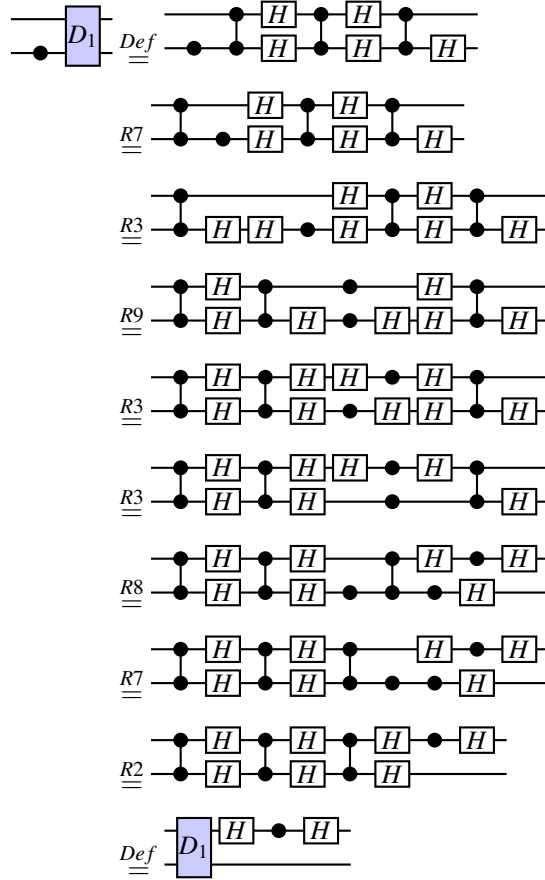 D₁ Def = H H
H H H
R7 = H H
H H H
R3 = H H
H H H H H
R9 = H H
H H H H H
R3 = H H H H
H H H H H
R3 = H H H H
H H H
R8 = H H H H
H H H
R7 = H H H H
H H H
R2 = H H H H
H H H
Def = D₁ H H